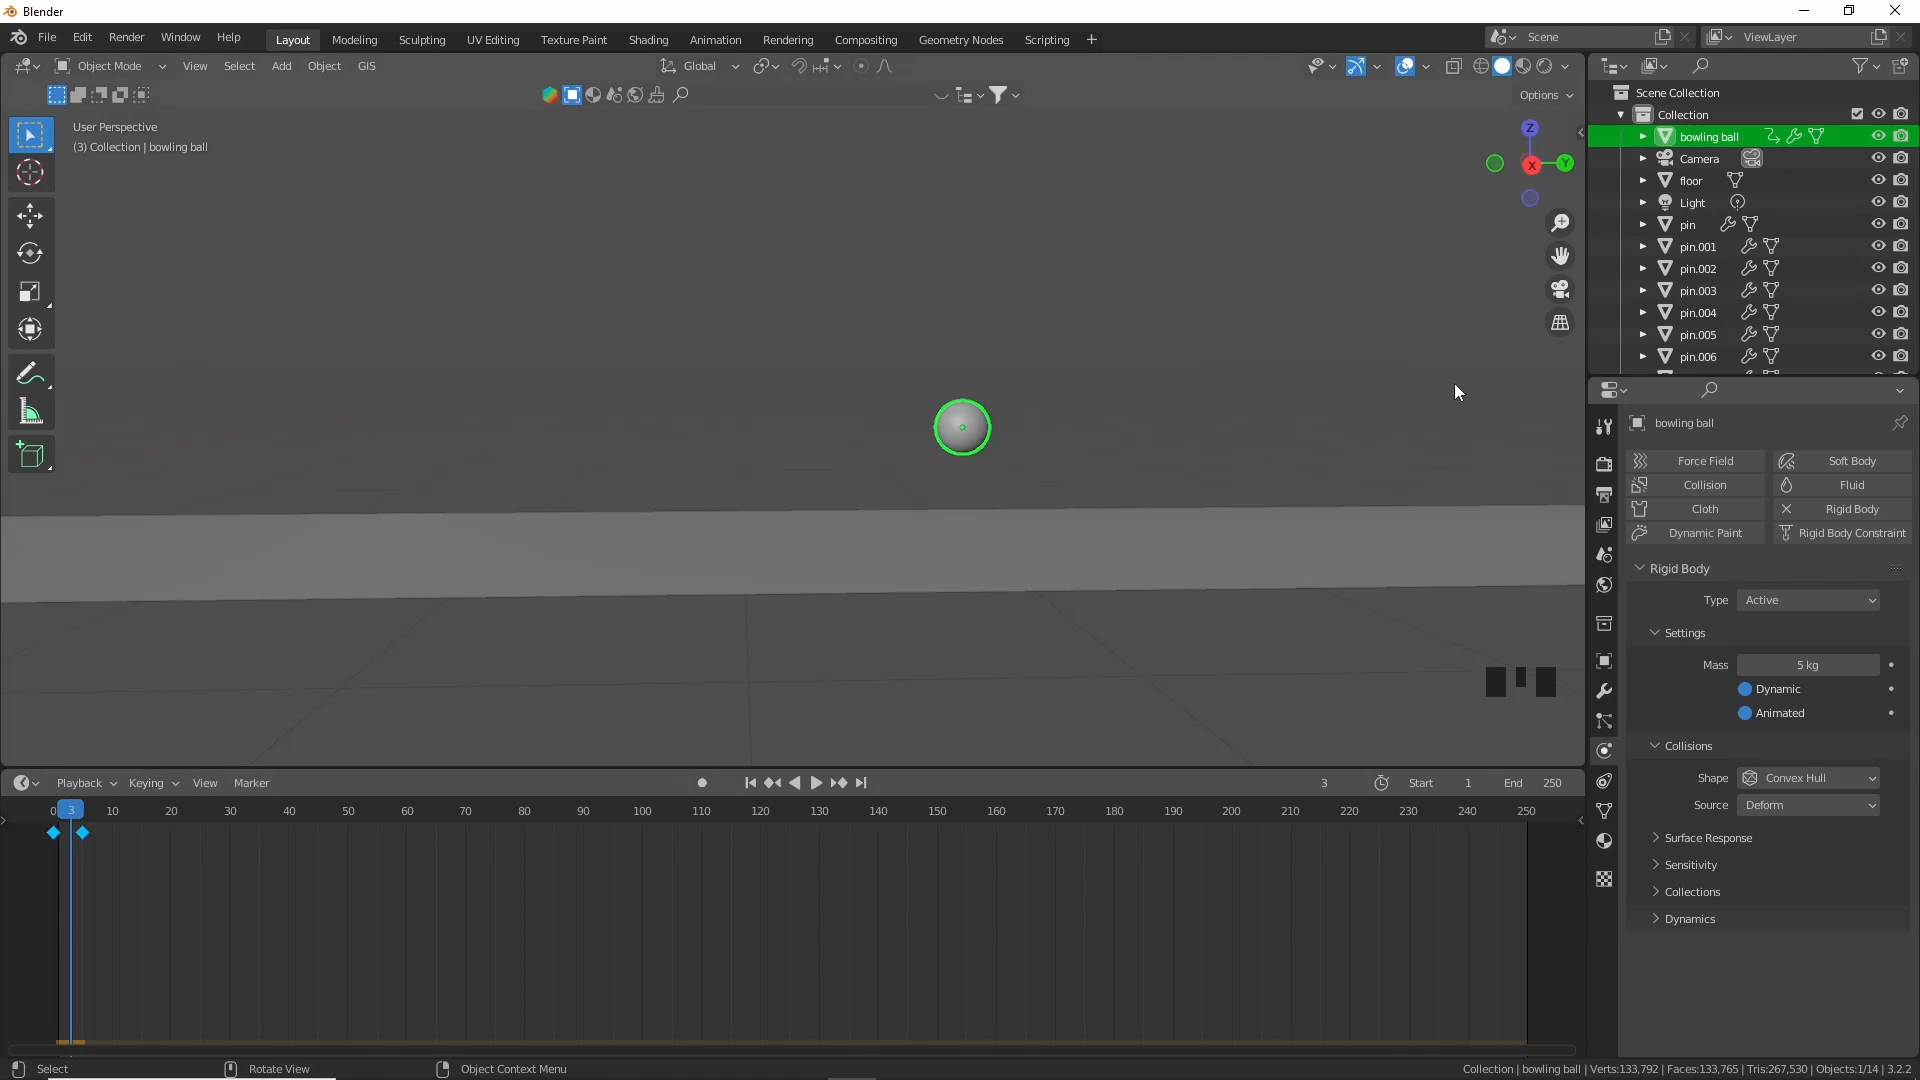 Blender
File Edit Render Window Help Layout Modeling Sculpting UV Editing Texture Paint Shading Animation Rendering Compositing Geometry Nodes Scripting + Scene ViewLayer
Object Mode View Select Add Object GIS Global
Options
User Perspective
(3) Collection | bowling ball
Z
X
Y
Scene Collection
Collection
bowling ball
Camera
floor
Light
pin
pin.001
pin.002
pin.003
pin.004
pin.005
pin.006
bowling ball
Force Field Soft Body
Collision Fluid
Cloth Rigid Body
Dynamic Paint Rigid Body Constraint
Rigid Body
Type Active
Settings
Mass 5 kg
Dynamic
Animated
Collisions
Shape Convex Hull
Source Deform
Surface Response
Sensitivity
Collections
Dynamics
Playback Keying View Marker 3 Start 1 End 250
0 3 10 20 30 40 50 60 70 80 90 100 110 120 130 140 150 160 170 180 190 200 210 220 230 240 250
Select Rotate View Object Context Menu Collection | bowling ball | Verts:133,792 | Faces:133,765 | Tris:267,530 | Objects:1/14 | 3.2.2